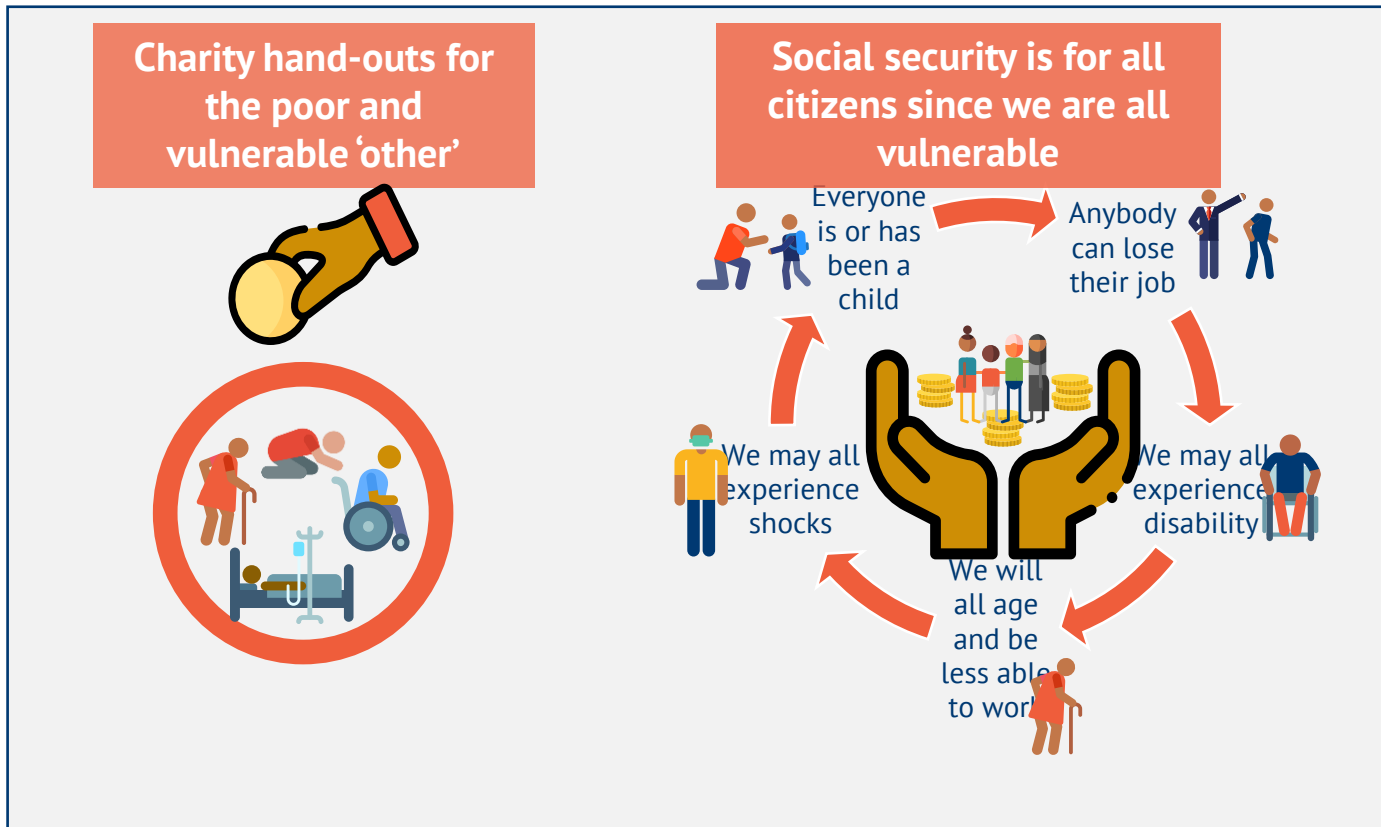 Charity hand-outs for
the poor and
vulnerable ‘other’
Social security is for all
citizens since we are all
vulnerable
Everyone
is or has
been a
child
Anybody
can lose
their job
We may all
experience
disability
We will
all age
and be
less able
to work
We may all
experience
shocks